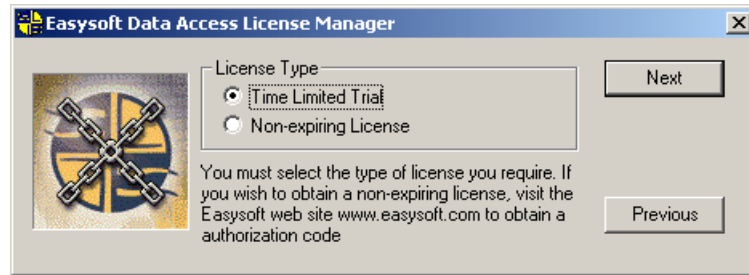 Easysoft Data Access License Manager
License Type
Time Limited Trial
Next
Non-expiring License
You must select the type of license you require. If
you wish to obtain a non-expiring license, visit the
Easysoft web site www.easysoft.com to obtain a
Previous
authorization code